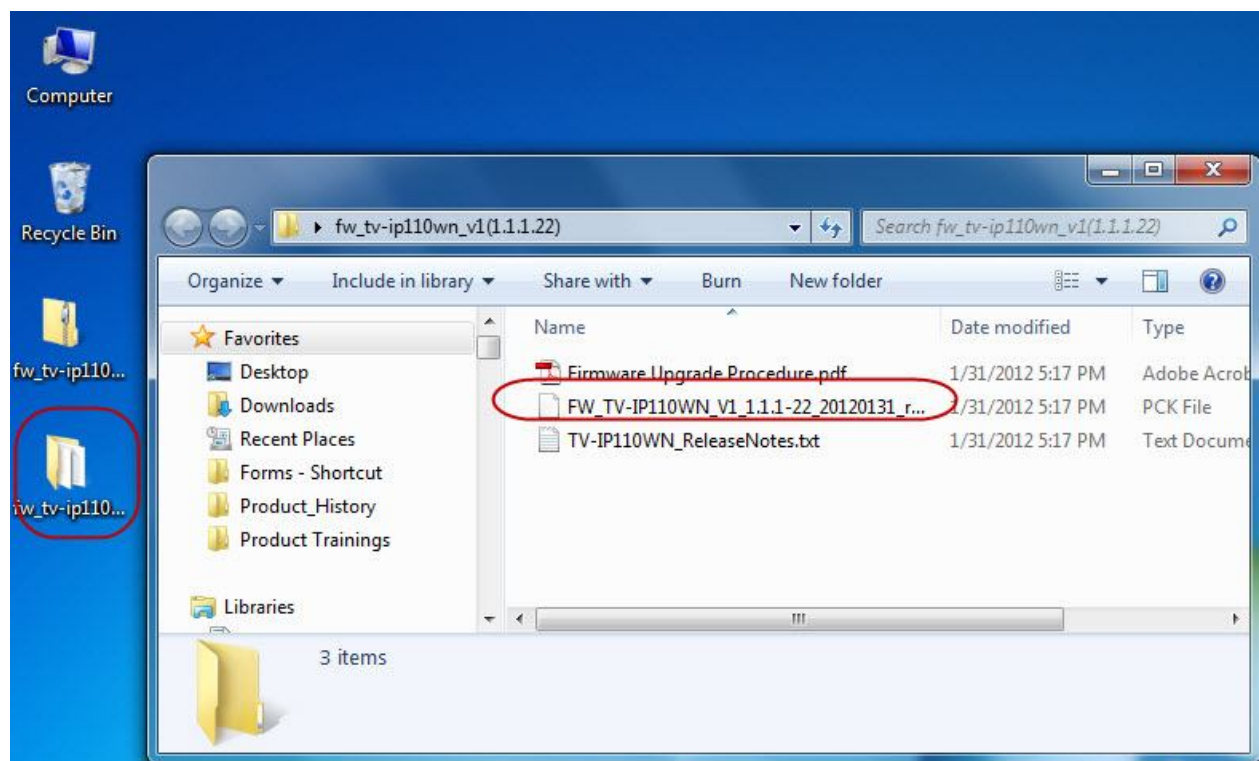 Computer
Recycle Bin
fw_tv-ip110...
fw_tv-ip110...
fw_tv-ip110wn_v1(1.1.1.22)
Search fw_tv-ip110wn_v1(1.1.1.22)
Organize Include in library Share with Burn New folder
Favorites
Desktop
Downloads
Recent Places
Forms - Shortcut
Product_History
Product Trainings
Libraries
Name Date modified Type
Firmware Upgrade Procedure.pdf 1/31/2012 5:17 PM Adobe Acrob
FW_TV-IP110WN_V1_1.1.1-22_20120131_r... 1/31/2012 5:17 PM PCK File
TV-IP110WN_ReleaseNotes.txt 1/31/2012 5:17 PM Text Docume
3 items